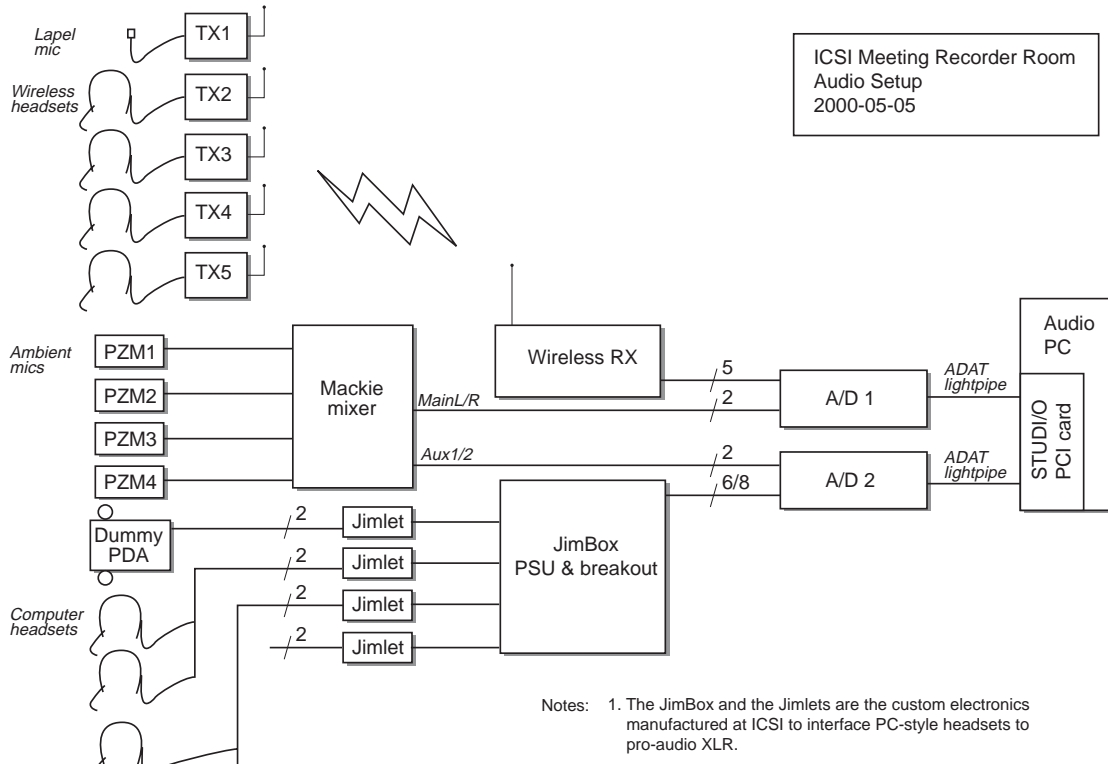 Lapel
mic
TX1
ICSI Meeting Recorder Room
Audio Setup
2000-05-05
Wireless
headsets
TX2
TX3
TX4
TX5
Ambient
mics
PZM1
PZM2
PZM3
PZM4
Mackie
mixer
MainL/R
Aux1/2
Wireless RX
5
2
2
6/8
A/D 1
A/D 2
ADAT
lightpipe
ADAT
lightpipe
Audio
PC
STUDI/O
PCI card
Dummy
PDA
2
Jimlet
2
Jimlet
2
Jimlet
2
Jimlet
JimBox
PSU & breakout
Computer
headsets
Notes: 1. The JimBox and the Jimlets are the custom electronics
manufactured at ICSI to interface PC-style headsets to
pro-audio XLR.